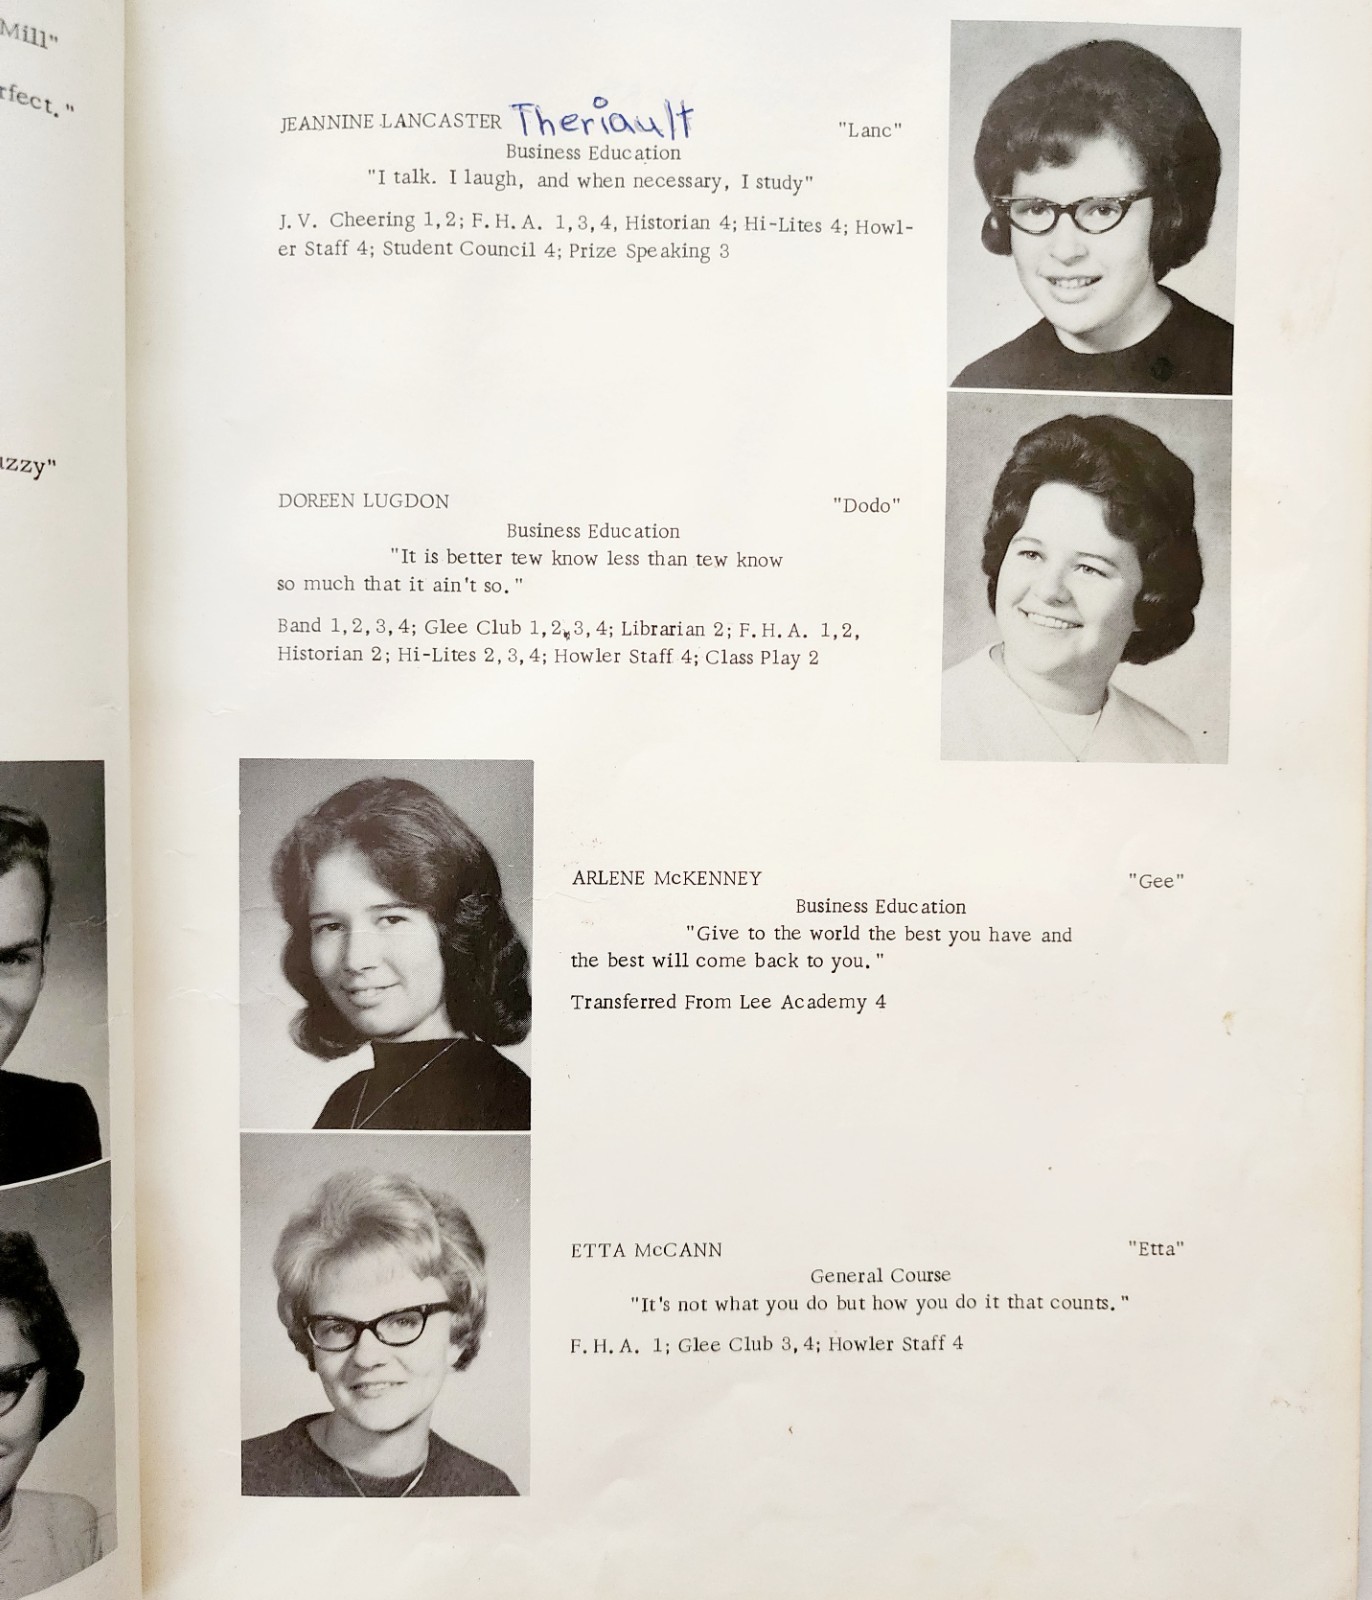 Mill"
rfect."
uzzy"
JEANNINE LANCASTER Theriault "Lanc"
Business Education
"I talk. I laugh, and when necessary, I study"
J.V. Cheering 1,2; F.H.A. 1,3,4, Historian 4; Hi-Lites 4; Howl-
er Staff 4; Student Council 4; Prize Speaking 3
DOREEN LUGDON "Dodo"
Business Education
"It is better tew know less than tew know
so much that it ain't so."
Band 1,2,3,4; Glee Club 1,2,3,4; Librarian 2; F.H.A. 1,2,
Historian 2; Hi-Lites 2,3,4; Howler Staff 4; Class Play 2
ARLENE McKENNEY "Gee"
Business Education
"Give to the world the best you have and
the best will come back to you."
Transferred From Lee Academy 4
ETTA McCANN "Etta"
General Course
"It's not what you do but how you do it that counts."
F.H.A. 1; Glee Club 3,4; Howler Staff 4